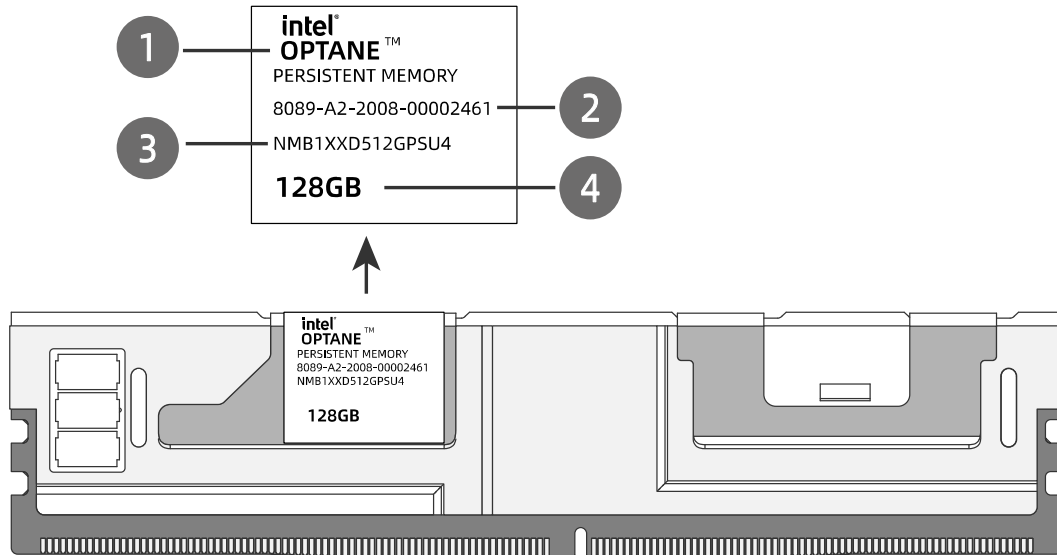 intel®
OPTANE™
PERSISTENT MEMORY
8089-A2-2008-00002461
NMB1XXD512GPSU4
128GB
1
2
3
4
intel®
OPTANE™
PERSISTENT MEMORY
8089-A2-2008-00002461
NMB1XXD512GPSU4
128GB